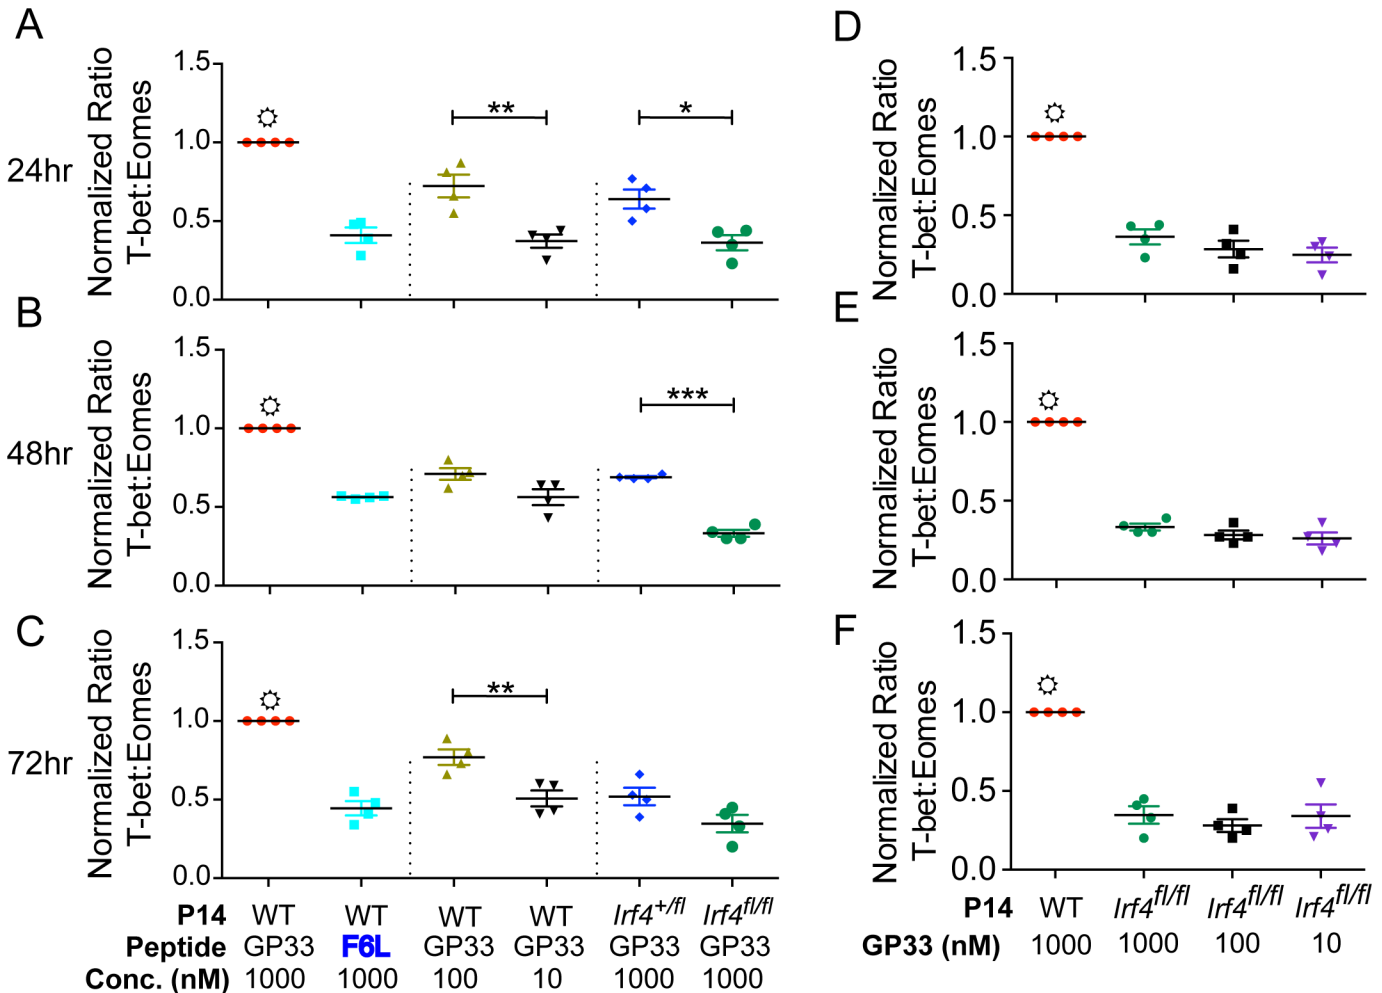 A
24hr
Normalized Ratio
T-bet:Eomes
1.5
1.0
0.5
0.0
**
*
B
48hr
Normalized Ratio
T-bet:Eomes
1.5
1.0
0.5
0.0
***
C
72hr
Normalized Ratio
T-bet:Eomes
1.5
1.0
0.5
0.0
**
P14 WT WT WT WT Irf4+/fl Irf4fl/fl
Peptide GP33 F6L GP33 GP33 GP33 GP33
Conc. (nM) 1000 1000 100 10 1000 1000
D
Normalized Ratio
T-bet:Eomes
1.5
1.0
0.5
0.0
E
Normalized Ratio
T-bet:Eomes
1.5
1.0
0.5
0.0
F
Normalized Ratio
T-bet:Eomes
1.5
1.0
0.5
0.0
P14 WT Irf4fl/fl Irf4fl/fl Irf4fl/fl
GP33 (nM) 1000 1000 100 10